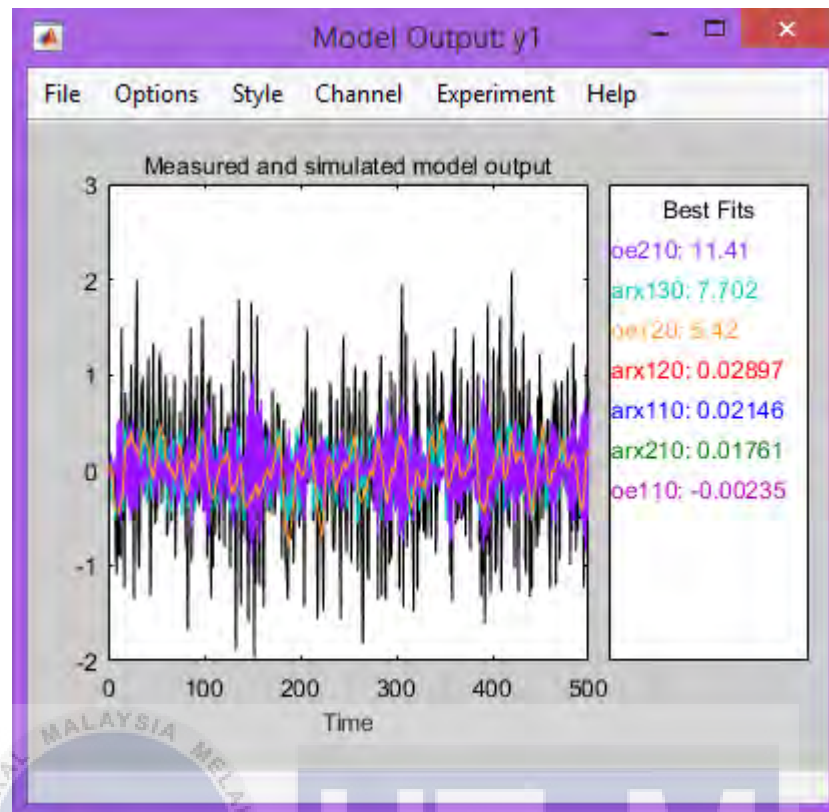 Model Output: y1
File Options Style Channel Experiment Help
Measured and simulated model output
3
2
1
0
-1
-2
0 100 200 300 400 500
Time
Best Fits
oe210: 11.41
arx130: 7.702
oe120: 5.42
arx120: 0.02897
arx110: 0.02146
arx210: 0.01761
oe110: -0.00235
MALAYSIA